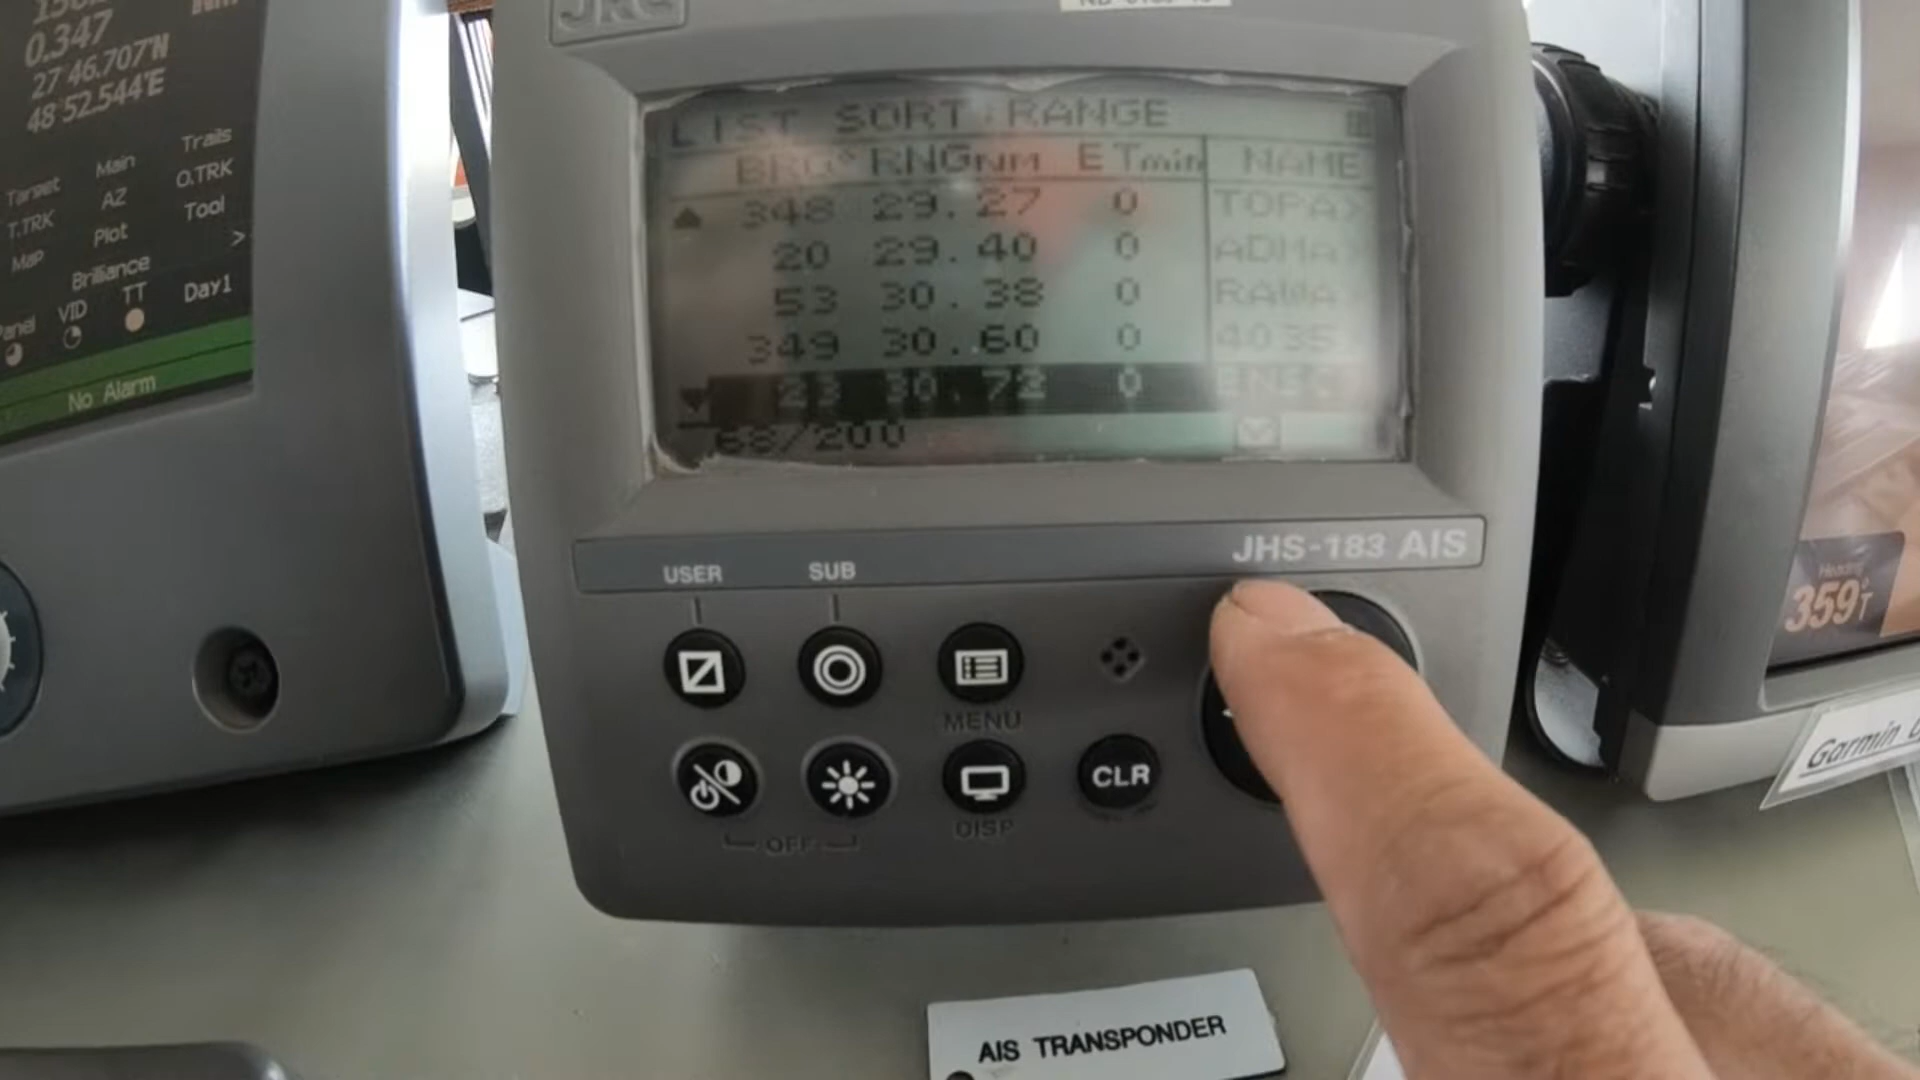 0.347
27°46.707'N
48°52.544'E
Target Main Trails
T.TRK AZ O.TRK
Map Plot Tool
>
Brilliance
Panel VID TT Day1
No Alarm
JRC
LIST SORT:RANGE
BRG° RNGNM ETmin NAME
348 29.27 0 TOPA>
20 29.40 0 ADMA>
53 30.38 0 RAWA>
349 30.60 0 4035
23 30.72 0
68/200
JHS-183 AIS
USER SUB
MENU
CLR
DISP
OFF
AIS TRANSPONDER
Heading
359°T
Garmin